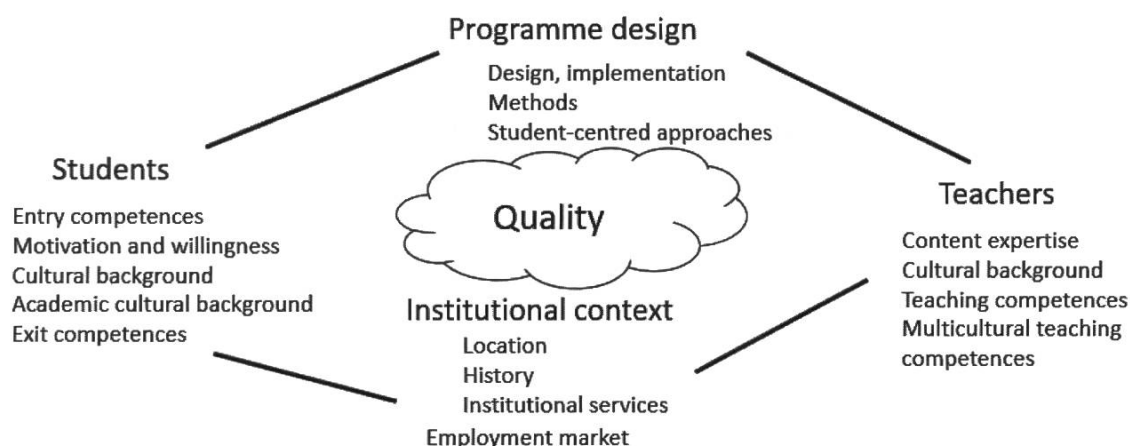 Programme design
Design, implementation
Methods
Student-centred approaches
Students
Entry competences
Motivation and willingness
Cultural background
Academic cultural background
Exit competences
Quality
Teachers
Content expertise
Cultural background
Teaching competences
Multicultural teaching
competences
Institutional context
Location
History
Institutional services
Employment market